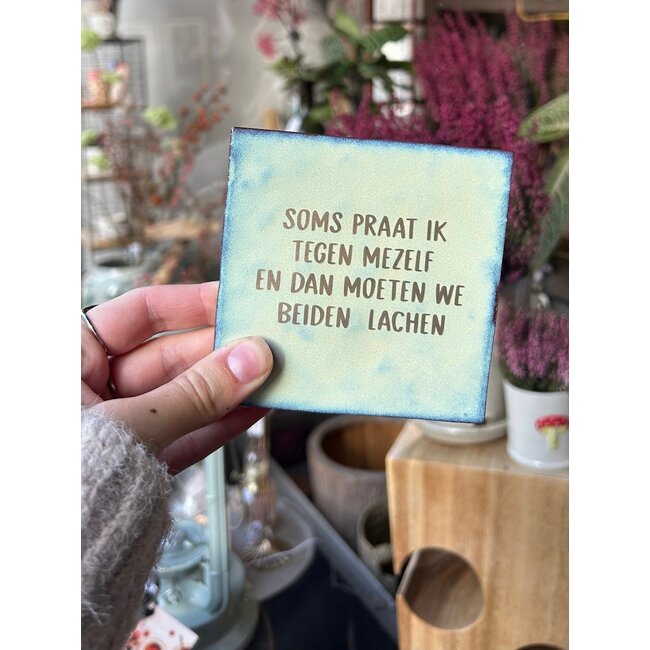 SOMS PRAAT IK
TEGEN MEZELF
EN DAN MOETEN WE
BEIDEN LACHEN